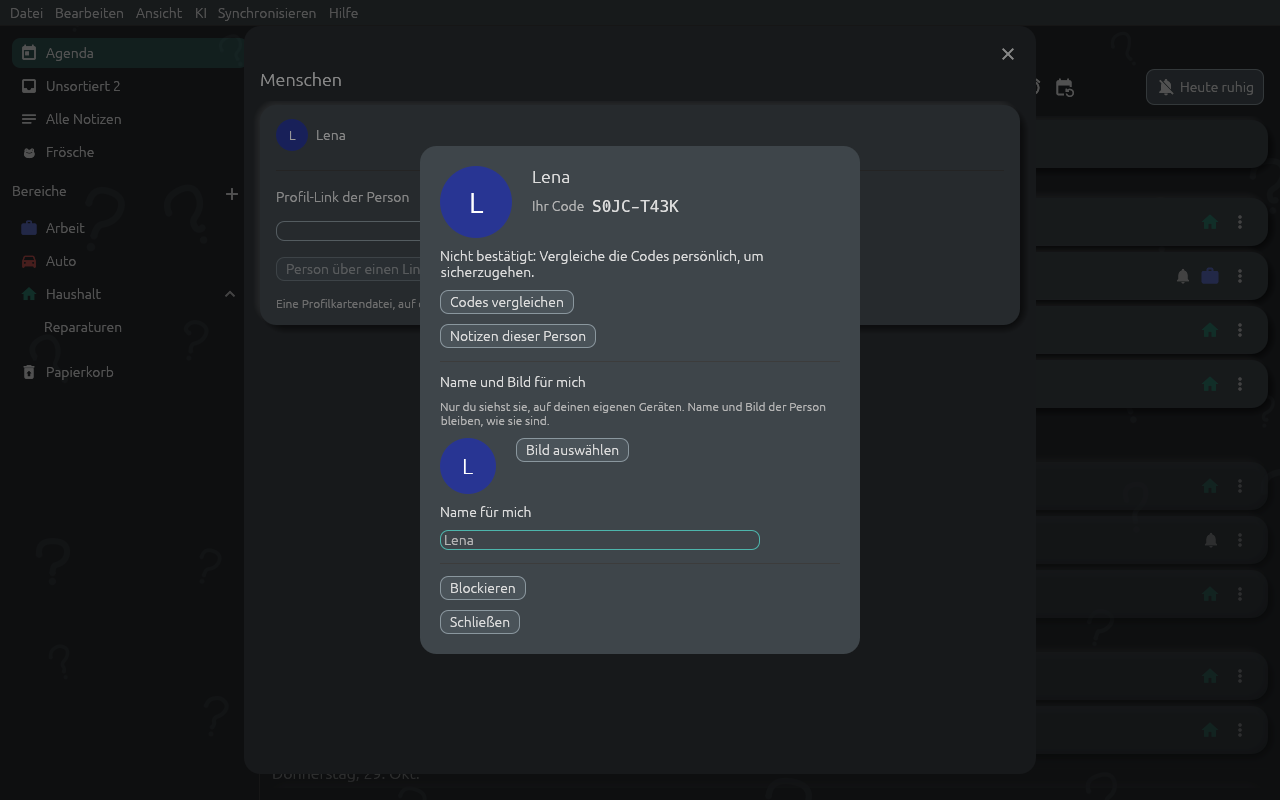 Datei Bearbeiten Ansicht KI Synchronisieren Hilfe
Agenda
Unsortiert 2
Alle Notizen
Frösche
Bereiche
Arbeit
Auto
Haushalt
Reparaturen
Papierkorb
Heute ruhig
Menschen
L Lena
Profil-Link der Person
Person über einen Lin
Eine Profilkartendatei, auf
L
Lena
Ihr Code S0JC-T43K
Nicht bestätigt: Vergleiche die Codes persönlich, um
sicherzugehen.
Codes vergleichen
Notizen dieser Person
Name und Bild für mich
Nur du siehst sie, auf deinen eigenen Geräten. Name und Bild der Person
bleiben, wie sie sind.
L
Bild auswählen
Name für mich
Lena
Blockieren
Schließen
Donnerstag, 29. Okt.